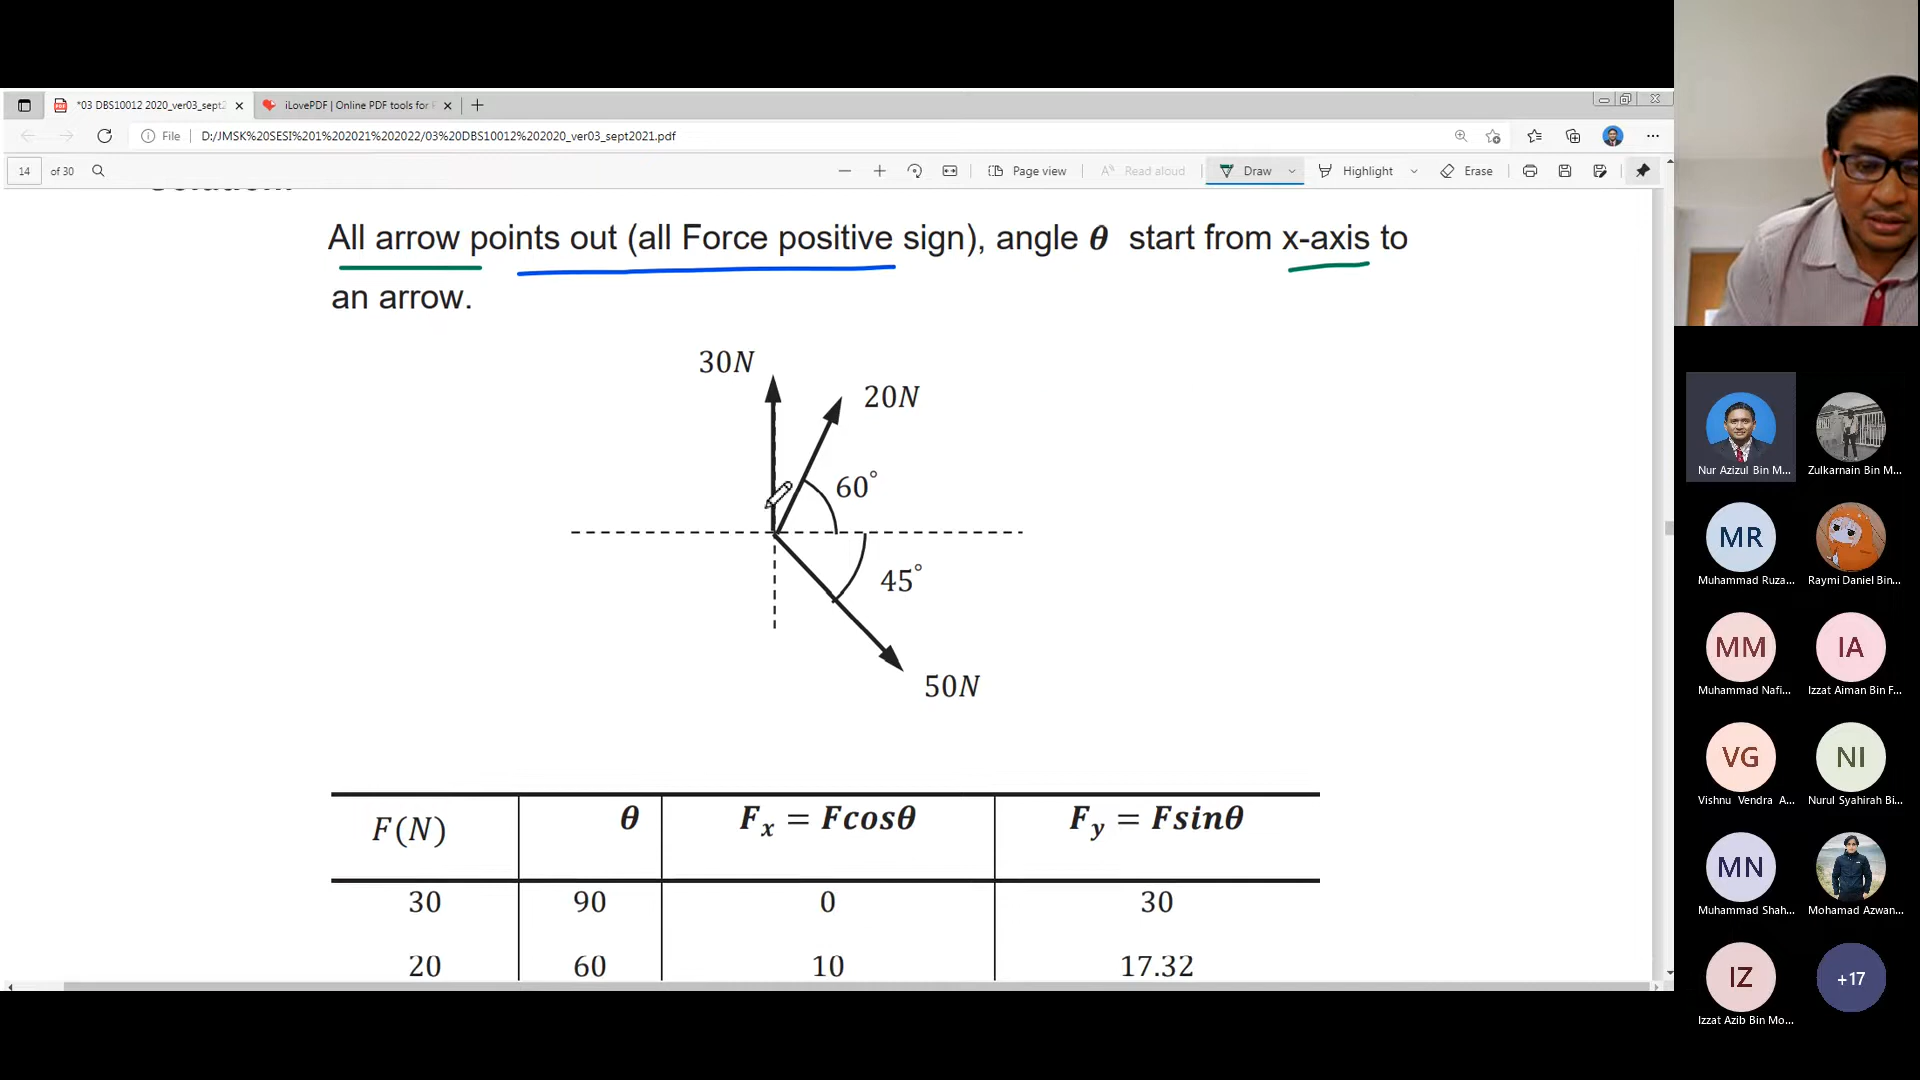 *03 DBS10012 2020_ver03_sept2
iLovePDF | Online PDF tools for
File
D:/JMSK%20SESI%201%202021%202022/03%20DBS10012%202020_ver03_sept2021.pdf
14 of 30
Page view
Read aloud
Draw
Highlight
Erase
All arrow points out (all Force positive sign), angle θ start from x-axis to
an arrow.
30N
20N
60°
45°
50N
F(N) θ Fx = Fcosθ Fy = Fsinθ
30 90 0 30
20 60 10 17.32
Nur Azizul Bin M...
Zulkarnain Bin M...
MR
Muhammad Ruza...
Raymi Daniel Bin...
MM
Muhammad Nafi...
IA
Izzat Aiman Bin F...
VG
Vishnu Vendra A...
NI
Nurul Syahirah Bi...
MN
Muhammad Shah...
Mohamad Azwan...
IZ
Izzat Azib Bin Mo...
+17